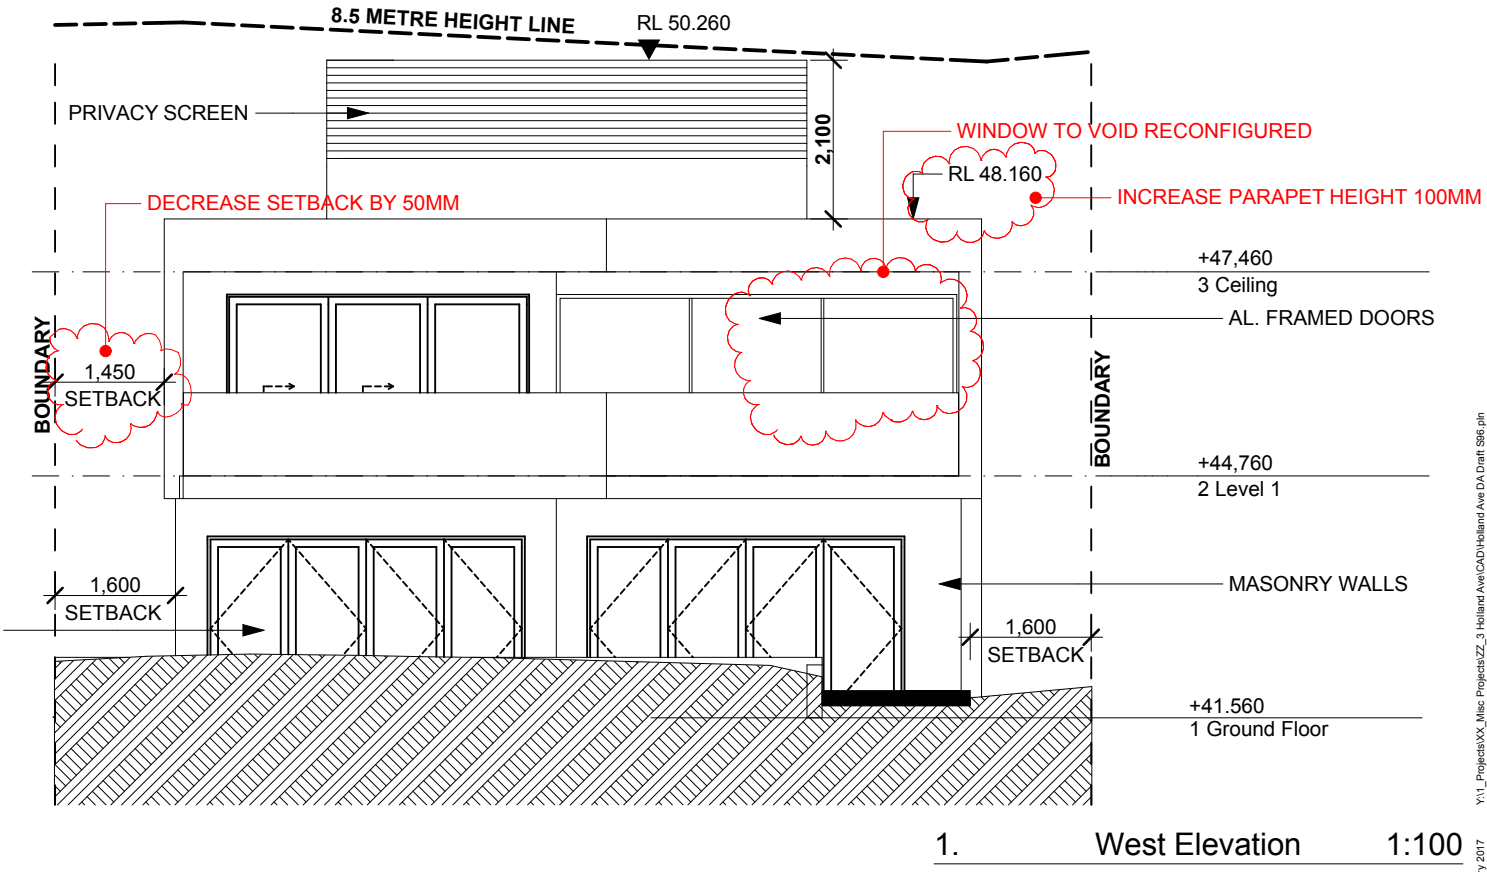 8.5 METRE HEIGHT LINE
RL 50.260
PRIVACY SCREEN
2,100
WINDOW TO VOID RECONFIGURED
RL 48.160
INCREASE PARAPET HEIGHT 100MM
DECREASE SETBACK BY 50MM
+47,460
3 Ceiling
AL. FRAMED DOORS
BOUNDARY
1,450
SETBACK
BOUNDARY
+44,760
2 Level 1
1,600
SETBACK
MASONRY WALLS
1,600
SETBACK
+41.560
1 Ground Floor
1. West Elevation 1:100
Y:\1_Projects\XX_Misc Projects\ZZ_3 Holland Ave\CAD\Holland Ave DA Draft S96.pln
2017